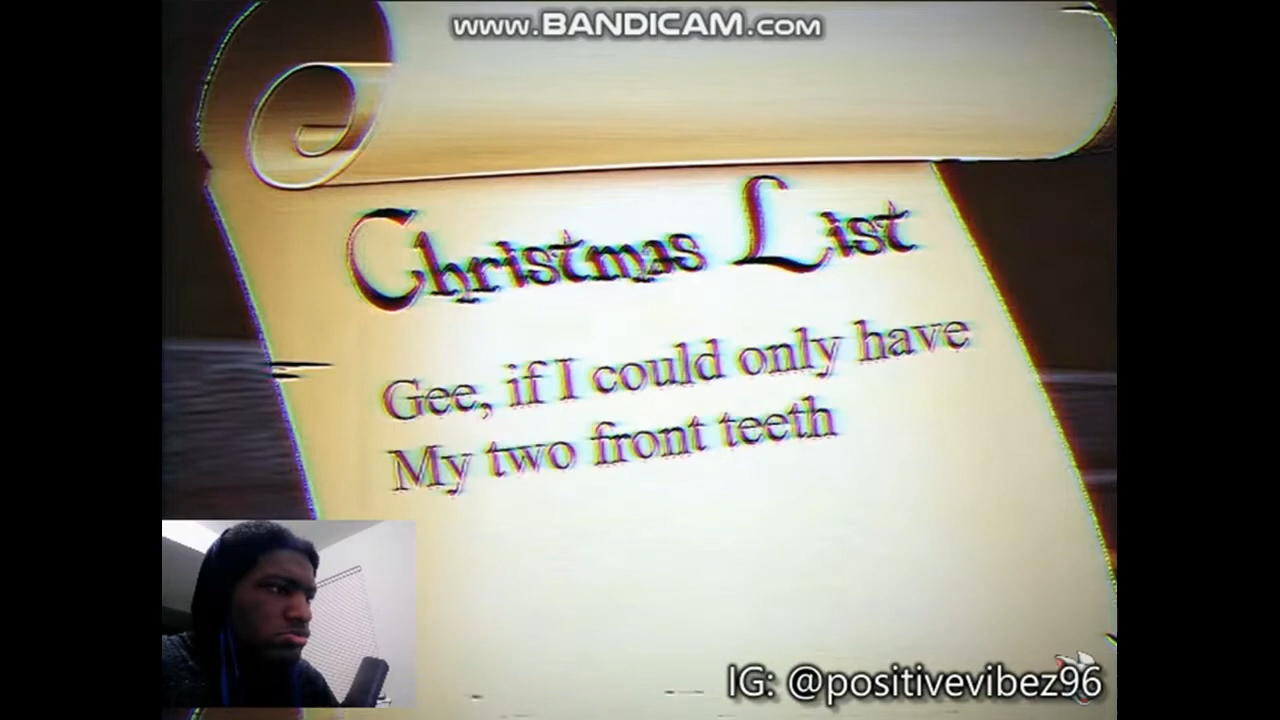 www.BANDICAM.com
Christmas List
Gee, if I could only have
My two front teeth
IG: @positivevibez96